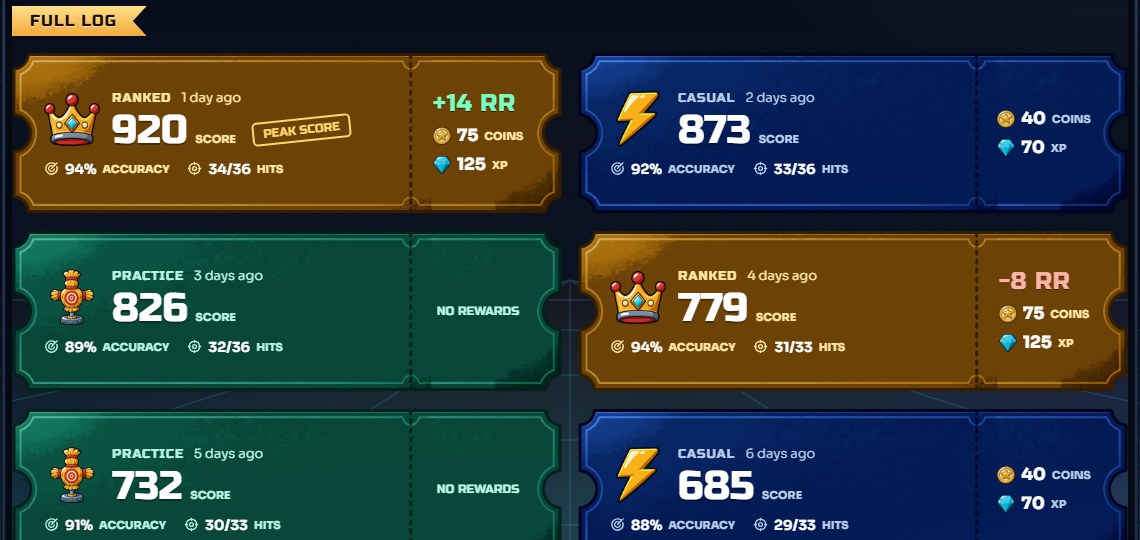 FULL LOG
RANKED 1 day ago
920 SCORE PEAK SCORE
94% ACCURACY 34/36 HITS
+14 RR
75 COINS
125 XP
CASUAL 2 days ago
873 SCORE
92% ACCURACY 33/36 HITS
40 COINS
70 XP
PRACTICE 3 days ago
826 SCORE
89% ACCURACY 32/36 HITS
NO REWARDS
RANKED 4 days ago
779 SCORE
94% ACCURACY 31/33 HITS
-8 RR
75 COINS
125 XP
PRACTICE 5 days ago
732 SCORE
91% ACCURACY 30/33 HITS
NO REWARDS
CASUAL 6 days ago
685 SCORE
88% ACCURACY 29/33 HITS
40 COINS
70 XP